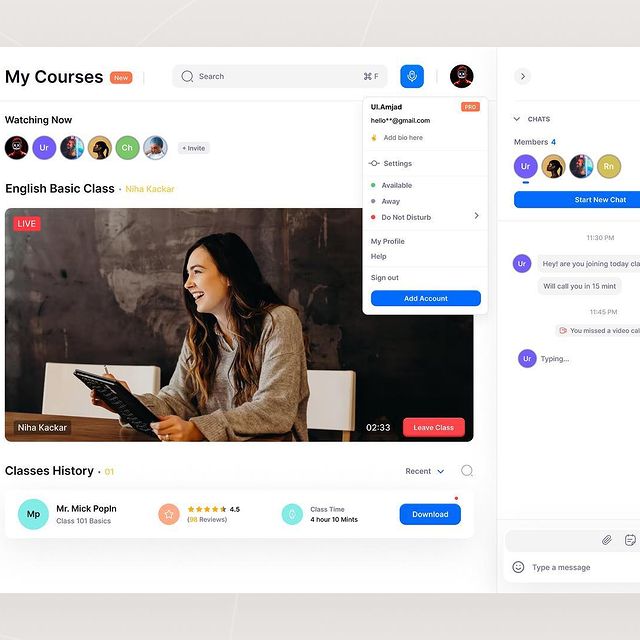 My Courses New
Search ⌘ F
UI.Amjad PRO
hello**@gmail.com
Add bio here
Settings
Available
Away
Do Not Disturb
My Profile
Help
Sign out
Add Account
Watching Now
Ur
Ch
+ Invite
English Basic Class · Niha Kackar
LIVE
Niha Kackar
02:33
Leave Class
Classes History · 01
Recent
Mp
Mr. Mick PopIn
Class 101 Basics
4.5
(98 Reviews)
Class Time
4 hour 10 Mints
Download
CHATS
Members 4
Ur
Rn
Start New Chat
11:30 PM
Ur
Hey! are you joining today cla
Will call you in 15 mint
11:45 PM
You missed a video cal
Ur
Typing...
Type a message